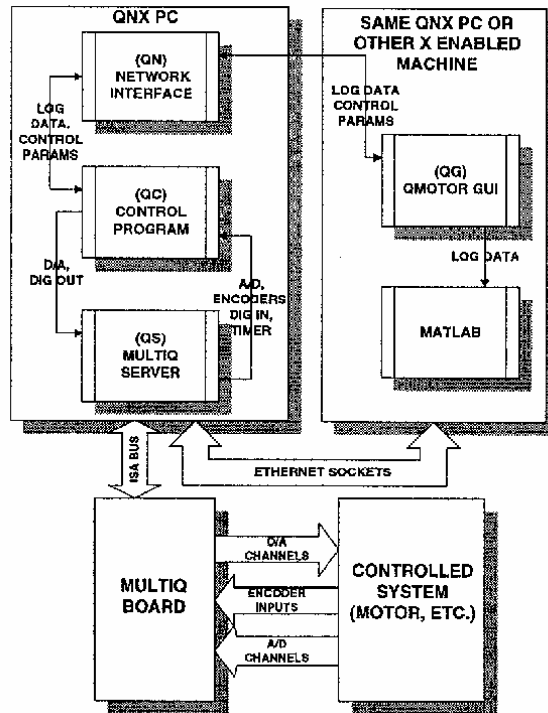 QNX PC
SAME QNX PC OR
OTHER X ENABLED
MACHINE
(QN)
NETWORK
INTERFACE
LOG
DATA,
CONTROL
PARAMS
LOG DATA
CONTROL
PARAMS
(QC)
CONTROL
PROGRAM
(QG)
QMOTOR GUI
D/A,
DIG OUT
A/D,
ENCODERS
DIG IN,
TIMER
LOG DATA
(QS)
MULTIQ
SERVER
MATLAB
ISA BUS
ETHERNET SOCKETS
MULTIQ
BOARD
D/A
CHANNELS
ENCODER
INPUTS
A/D
CHANNELS
CONTROLLED
SYSTEM
(MOTOR, ETC.)